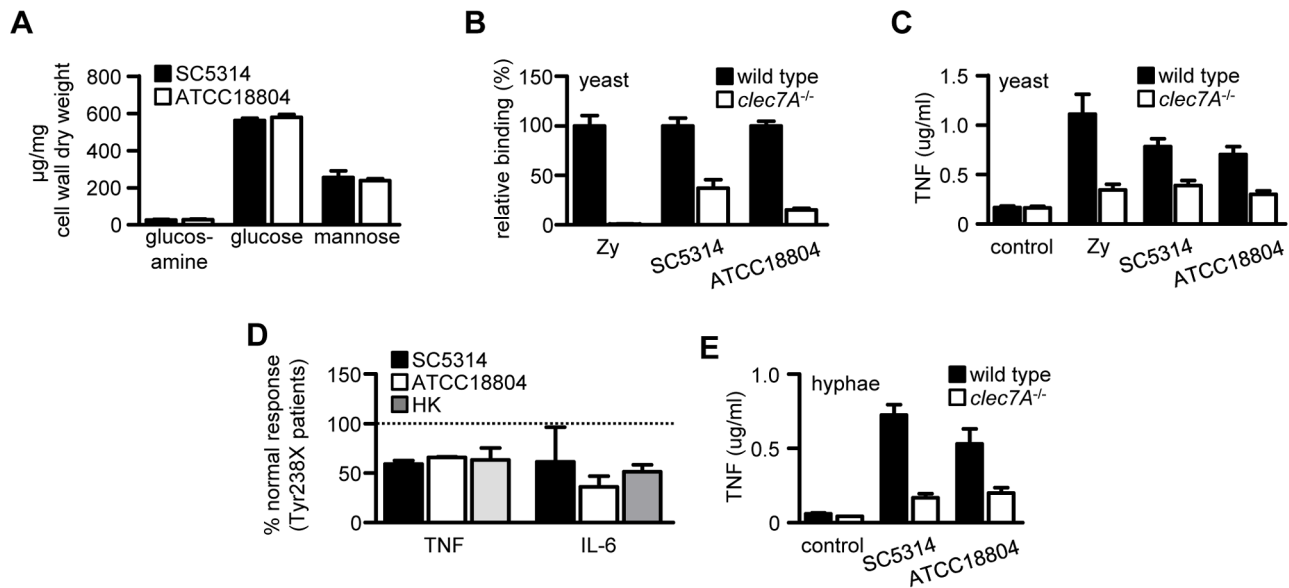 A
µg/mg
cell wall dry weight
800
600
400
200
0
SC5314
ATCC18804
glucos-
amine
glucose
mannose
B
relative binding (%)
150
100
50
0
yeast
wild type
clec7A-/-
Zy
SC5314
ATCC18804
C
TNF (ug/ml)
1.5
1.0
0.5
0
yeast
wild type
clec7A-/-
control
Zy
SC5314
ATCC18804
D
% normal response
(Tyr238X patients)
150
100
50
0
SC5314
ATCC18804
HK
TNF
IL-6
E
TNF (ug/ml)
1.0
0.5
0
hyphae
wild type
clec7A-/-
control
SC5314
ATCC18804